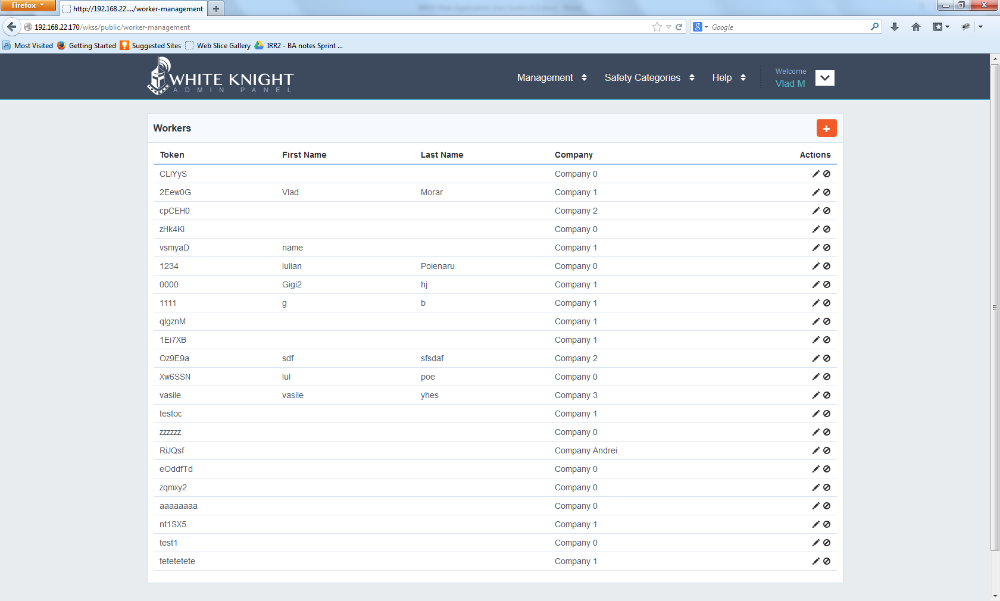 Firefox
http://192.168.22..../worker-management
192.168.22.170/wkss/public/worker-management
Google
Most Visited Getting Started Suggested Sites Web Slice Gallery IRR2 - BA notes Sprint ...
WHITE KNIGHT
ADMIN PANEL
Management Safety Categories Help Welcome
Vlad M
Workers
+
Token First Name Last Name Company Actions
CLIYyS Company 0
2Eew0G Vlad Morar Company 1
cpCEH0 Company 2
zHk4Ki Company 0
vsmyaD name Company 1
1234 Iulian Poienaru Company 0
0000 Gigi2 hj Company 1
1111 g b Company 1
qlgznM Company 1
1Ei7XB Company 1
Oz9E9a sdf sfsdaf Company 2
Xw6SSN Iul poe Company 0
vasile vasile yhes Company 3
testoc Company 1
zzzzzz Company 0
RiJQsf Company Andrei
eOddfTd Company 0
zqmxy2 Company 0
aaaaaaaa Company 0
nt1SX5 Company 1
test1 Company 0
tetetetete Company 1